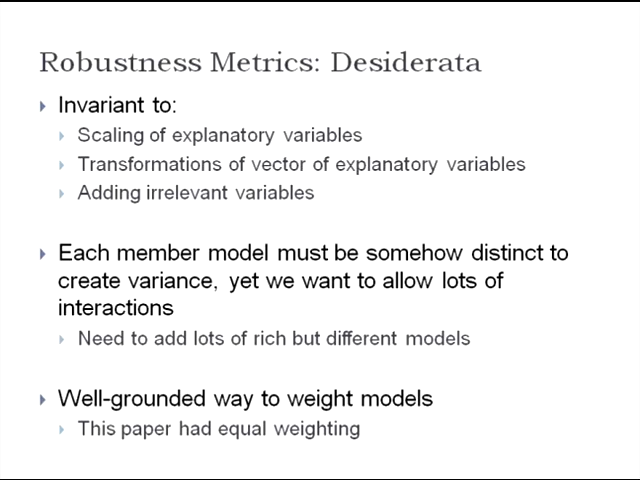 Robustness Metrics: Desiderata
Invariant to:
Scaling of explanatory variables
Transformations of vector of explanatory variables
Adding irrelevant variables
Each member model must be somehow distinct to
create variance, yet we want to allow lots of
interactions
Need to add lots of rich but different models
Well-grounded way to weight models
This paper had equal weighting